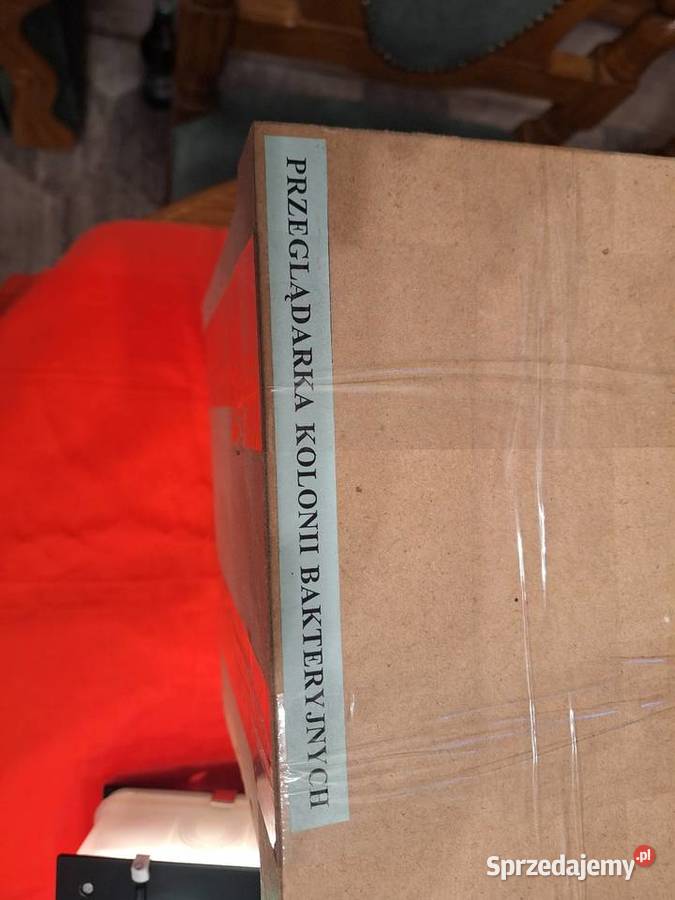 PRZEGLĄDARKA KOLONII BAKTERYJNYCH
Sprzedajemy.pl